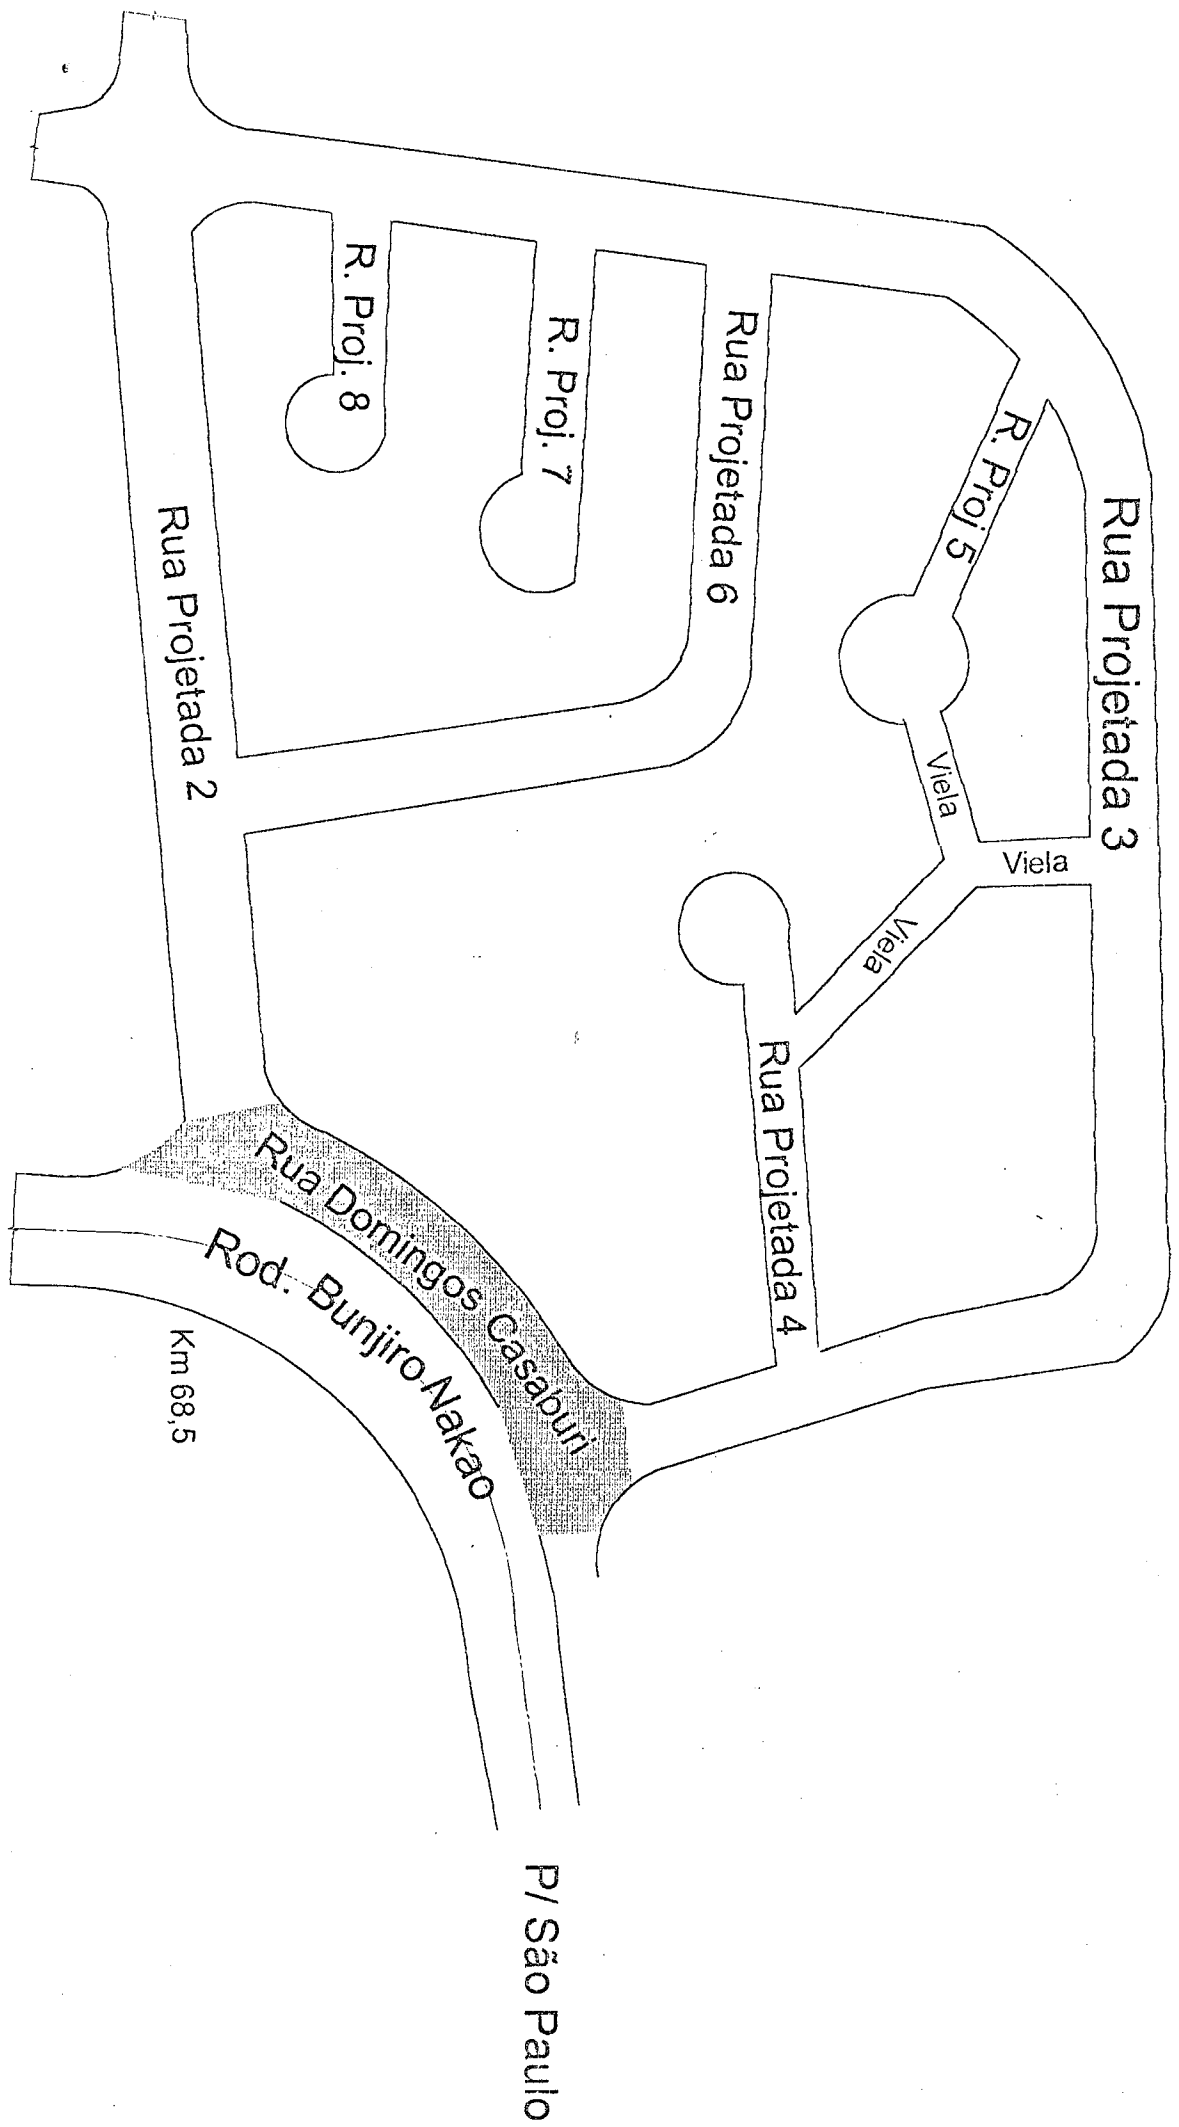 Rua Projetada 3
R. Proj 5
Viela
Viela
Viela
Rua Projetada 6
Rua Projetada 4
R. Proj. 7
R. Proj. 8
Rua Projetada 2
Rua Domingos Casaburi
Rod. Bunjiro Nakao
Km 68,5
P/ São Paulo